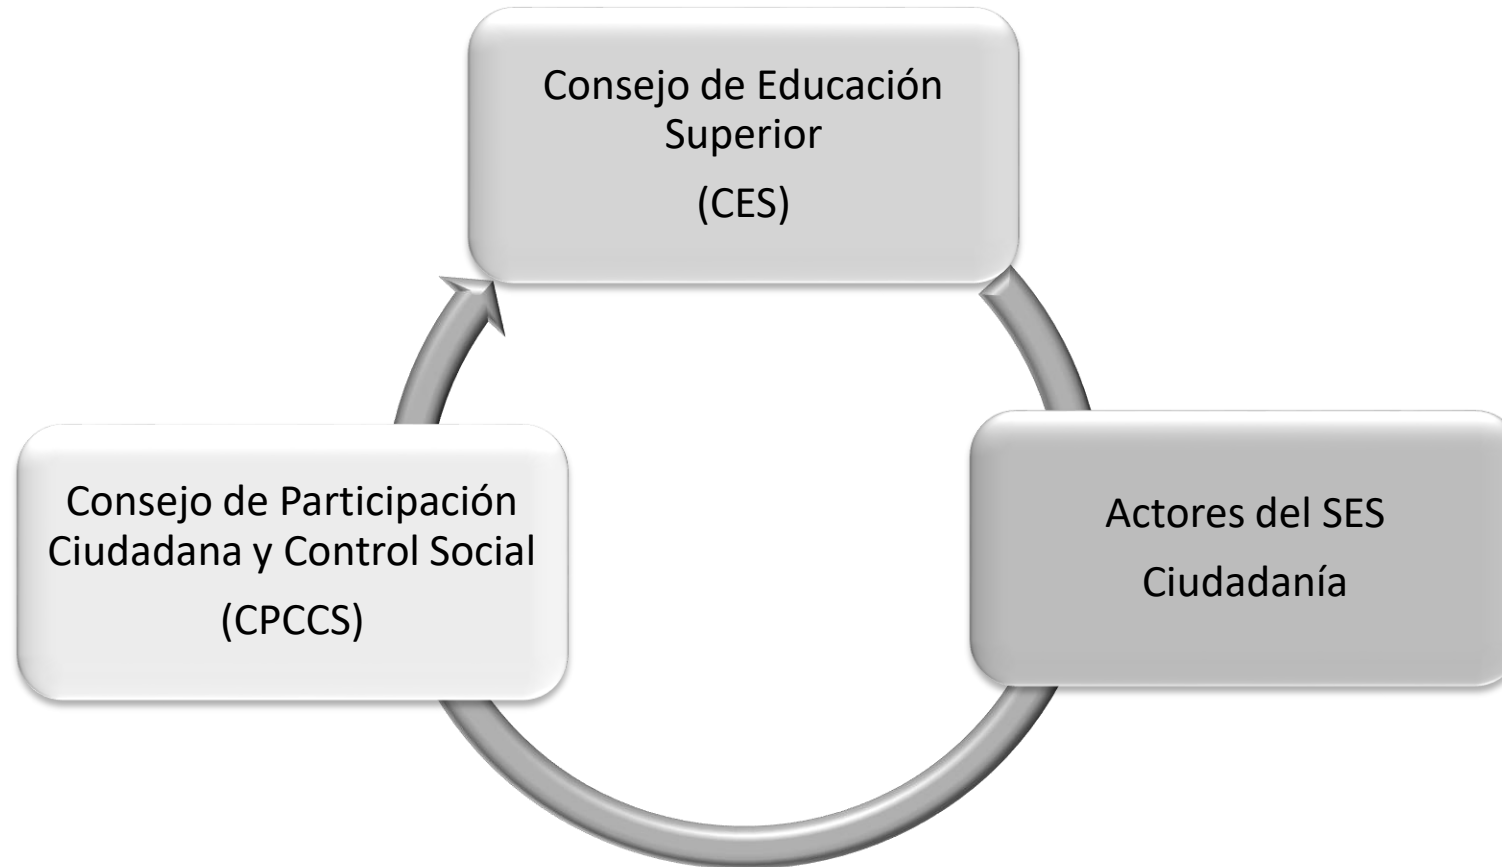 Consejo de Educación
Superior
(CES)
Consejo de Participación
Ciudadana y Control Social
(CPCCS)
Actores del SES
Ciudadanía